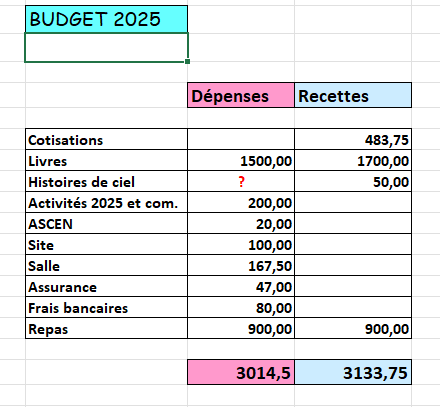 BUDGET 2025
Dépenses Recettes
Cotisations 483,75
Livres 1500,00 1700,00
Histoires de ciel ? 50,00
Activités 2025 et com. 200,00
ASCEN 20,00
Site 100,00
Salle 167,50
Assurance 47,00
Frais bancaires 80,00
Repas 900,00 900,00
3014,5 3133,75